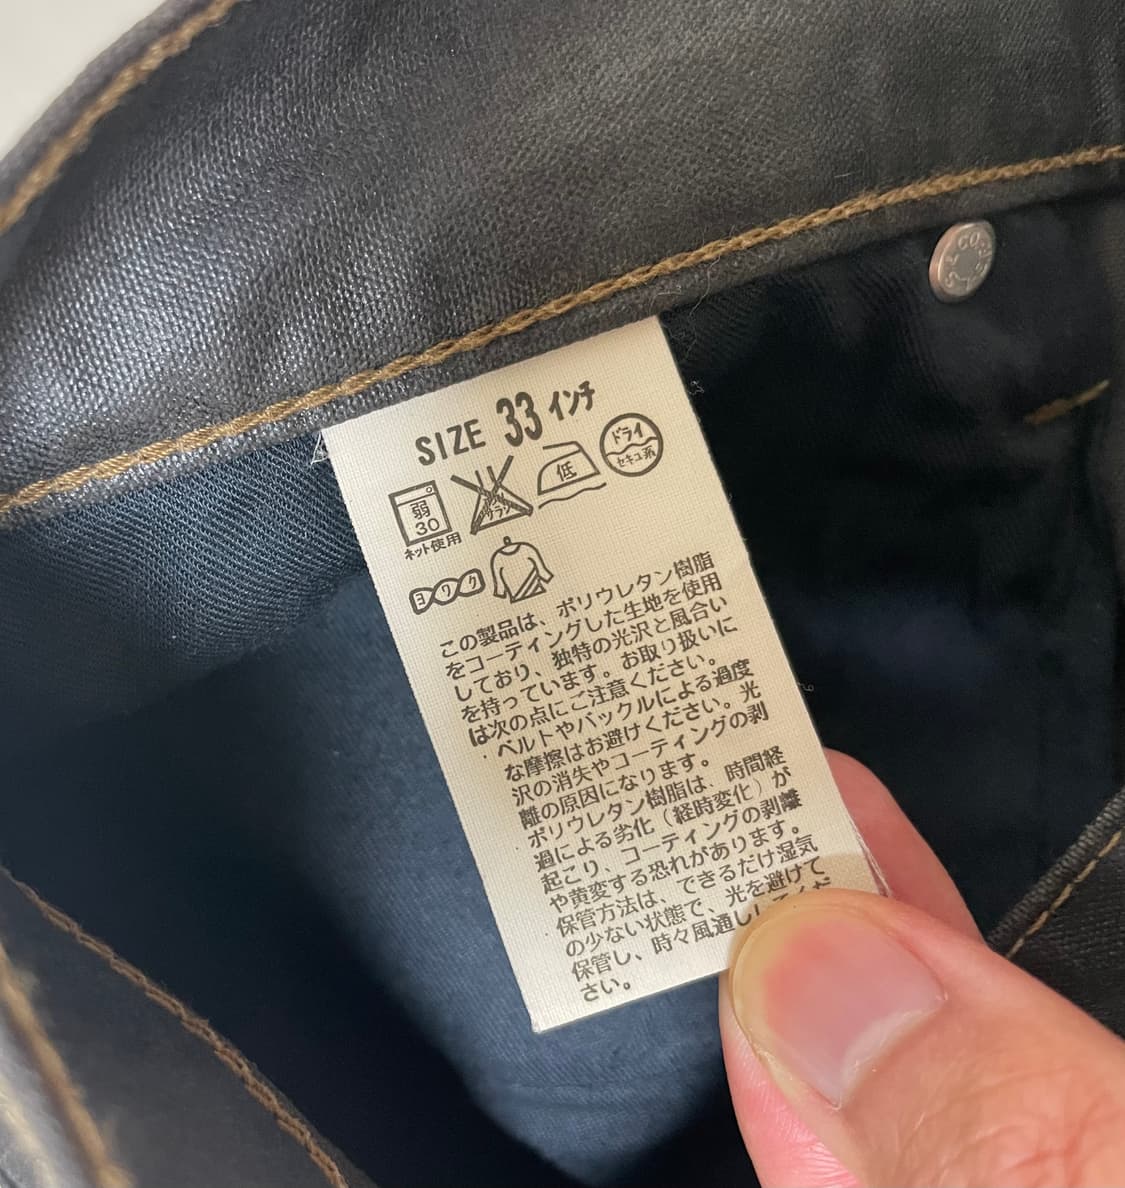 SIZE 33 インチ
弱
30
サラシ
低
ドライ
セキユ系
ネット使用
ヨワク
この製品は、ポリウレタン樹脂
をコーティングした生地を使用
しており、独特の光沢と風合い
を持っています。お取り扱いに
は次の点にご注意ください。
・ベルトやバックルによる過度
な摩擦はお避けください。光
沢の消失やコーティングの剥
離の原因になります。
・ポリウレタン樹脂は、時間経
過による劣化（経時変化）が
起こり、コーティングの剥離
や黄変する恐れがあります。
・保管方法は、できるだけ湿気
の少ない状態で、光を避けて
保管し、時々風通し
さい。